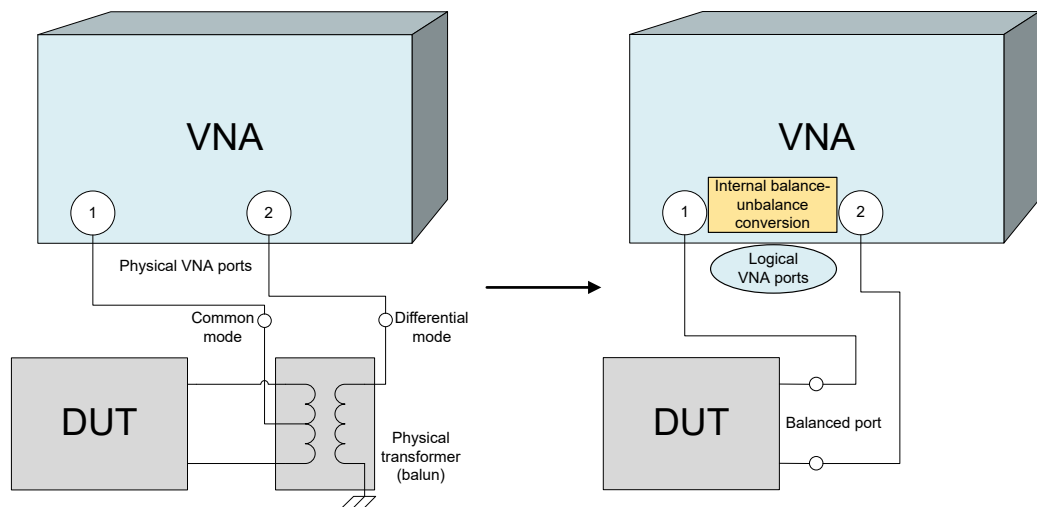 VNA
1
2
Physical VNA ports
Common
mode
Differential
mode
DUT
Physical
transformer
(balun)
VNA
Internal balance-
unbalance
conversion
1
2
Logical
VNA ports
DUT
Balanced port